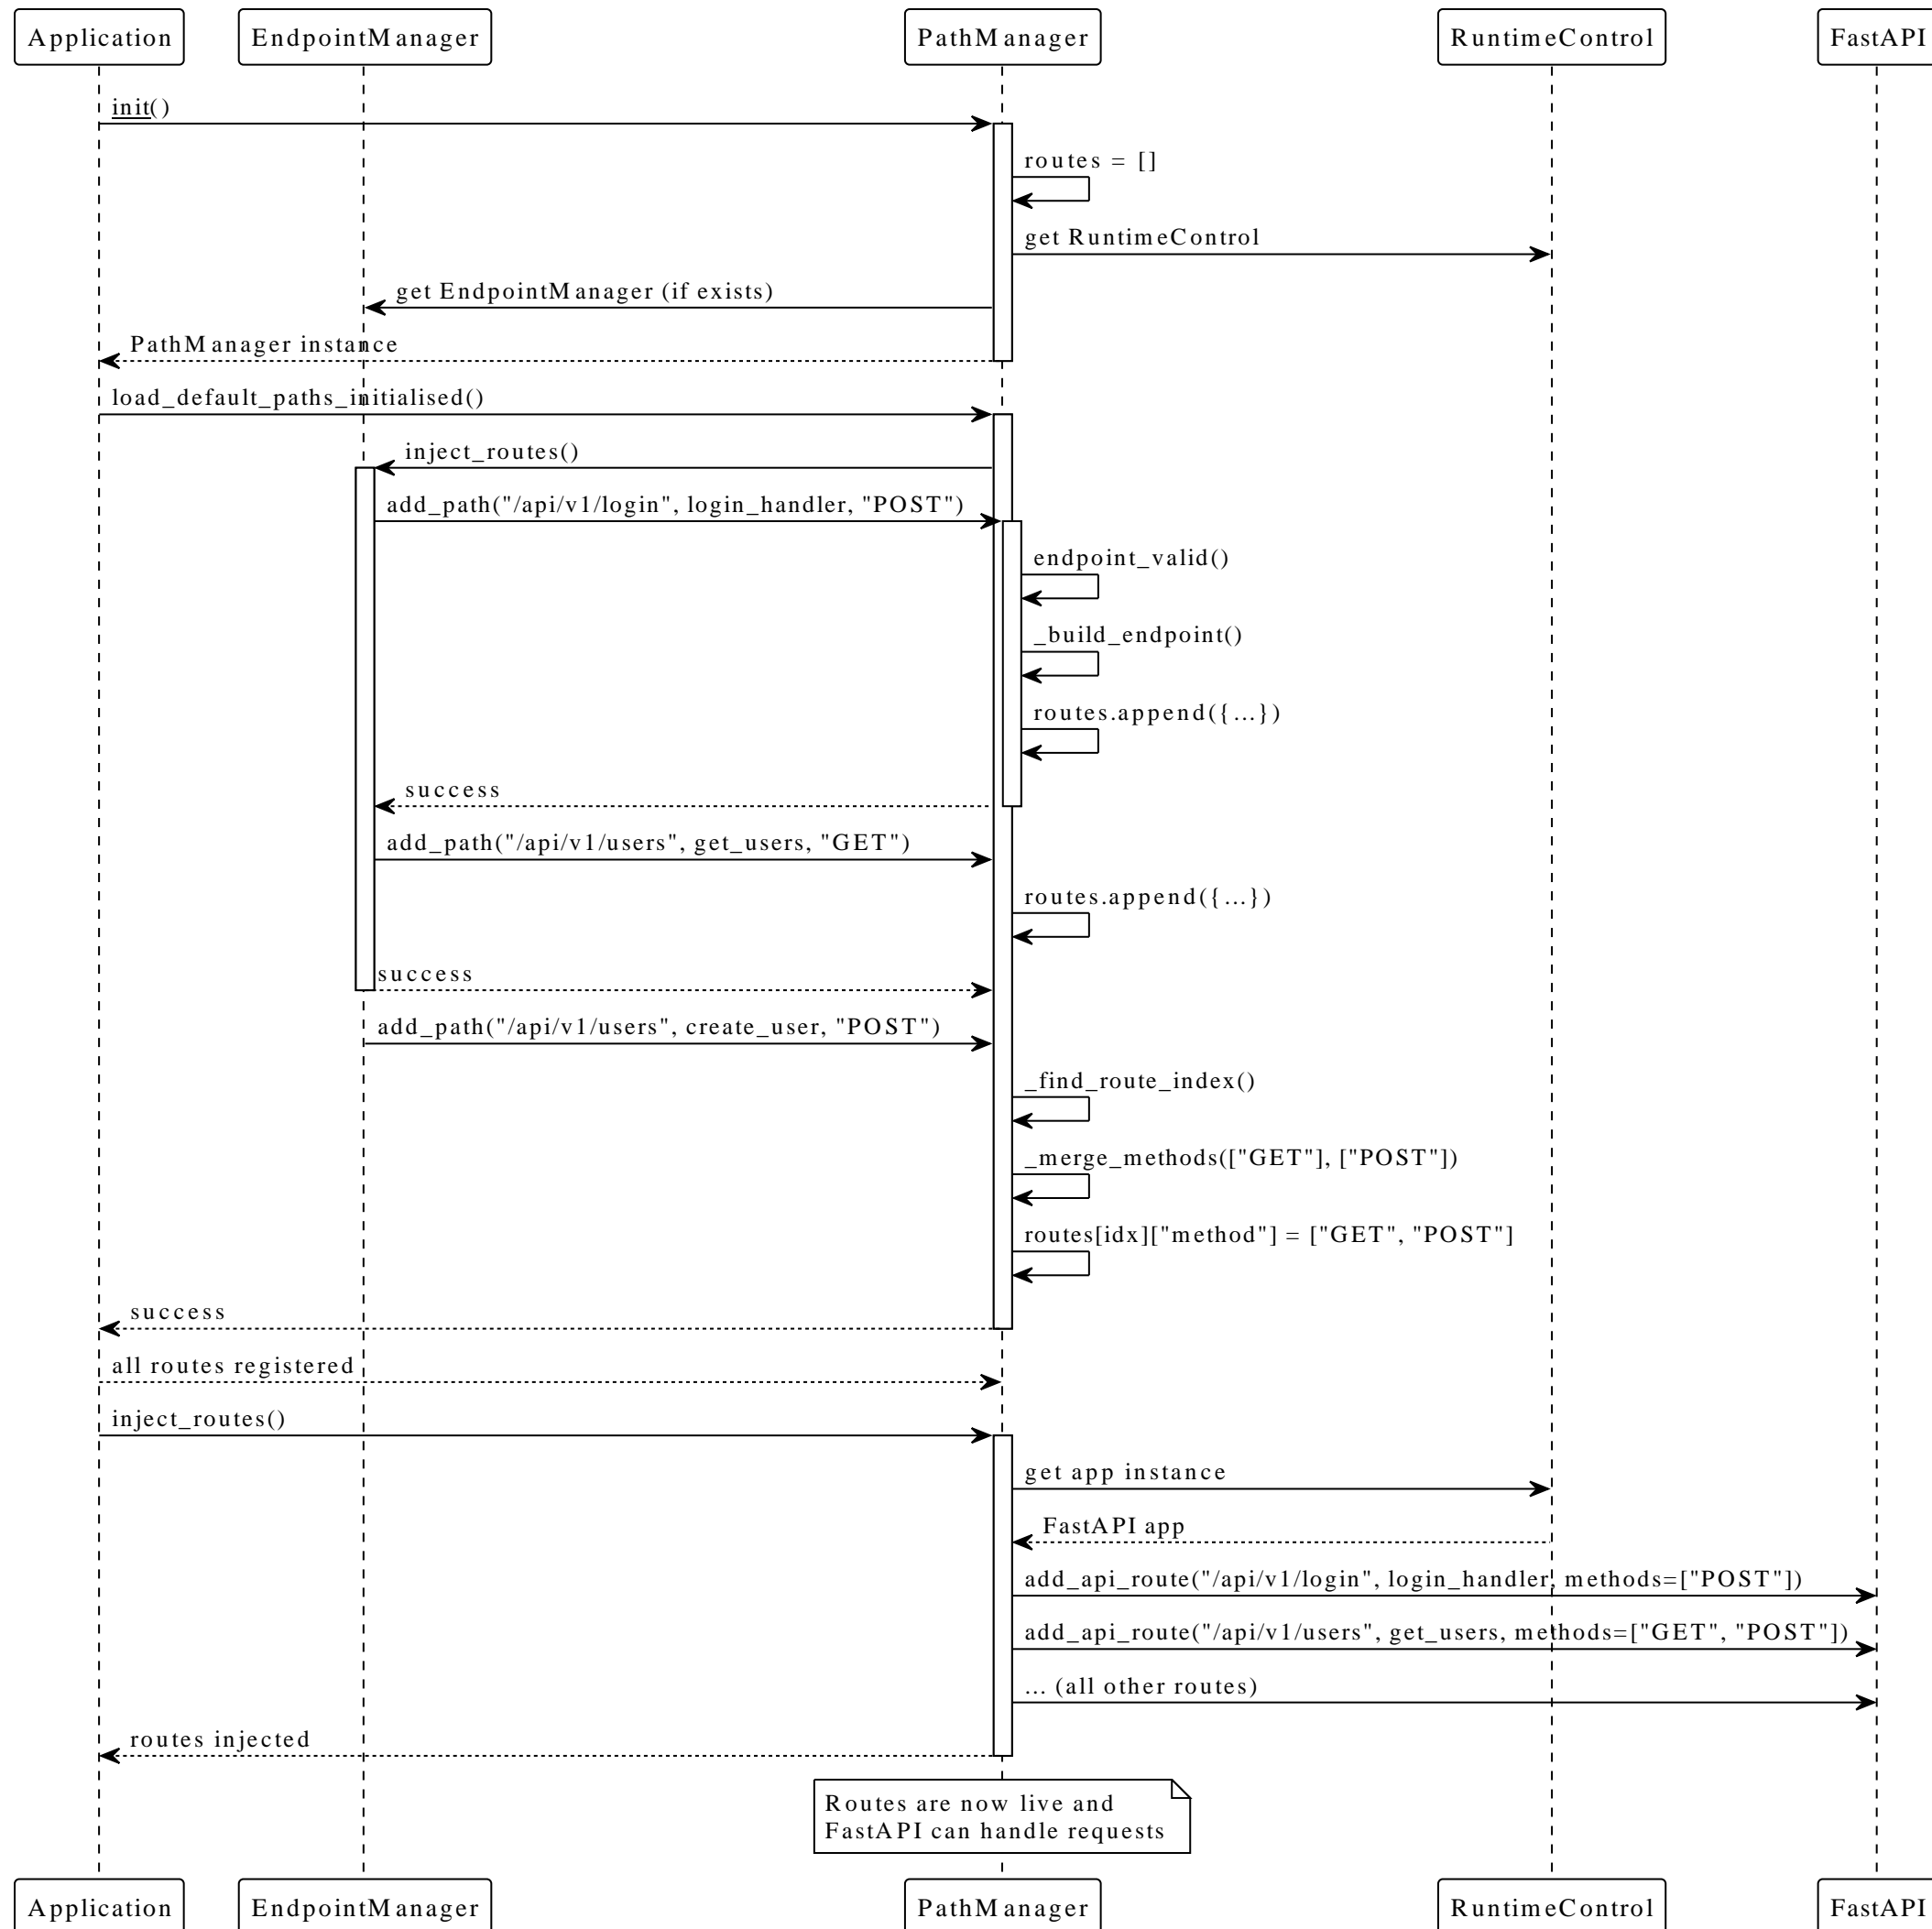 Application EndpointManager PathManager RuntimeControl FastAPI
init()
routes = []
get RuntimeControl
get EndpointManager (if exists)
PathManager instance
load_default_paths_initialised()
inject_routes()
add_path("/api/v1/login", login_handler, "POST")
endpoint_valid()
_build_endpoint()
routes.append({...})
success
add_path("/api/v1/users", get_users, "GET")
routes.append({...})
success
add_path("/api/v1/users", create_user, "POST")
_find_route_index()
_merge_methods(["GET"], ["POST"])
routes[idx]["method"] = ["GET", "POST"]
success
all routes registered
inject_routes()
get app instance
FastAPI app
add_api_route("/api/v1/login", login_handler, methods=["POST"])
add_api_route("/api/v1/users", get_users, methods=["GET", "POST"])
... (all other routes)
routes injected
Routes are now live and
FastAPI can handle requests
Application EndpointManager PathManager RuntimeControl FastAPI